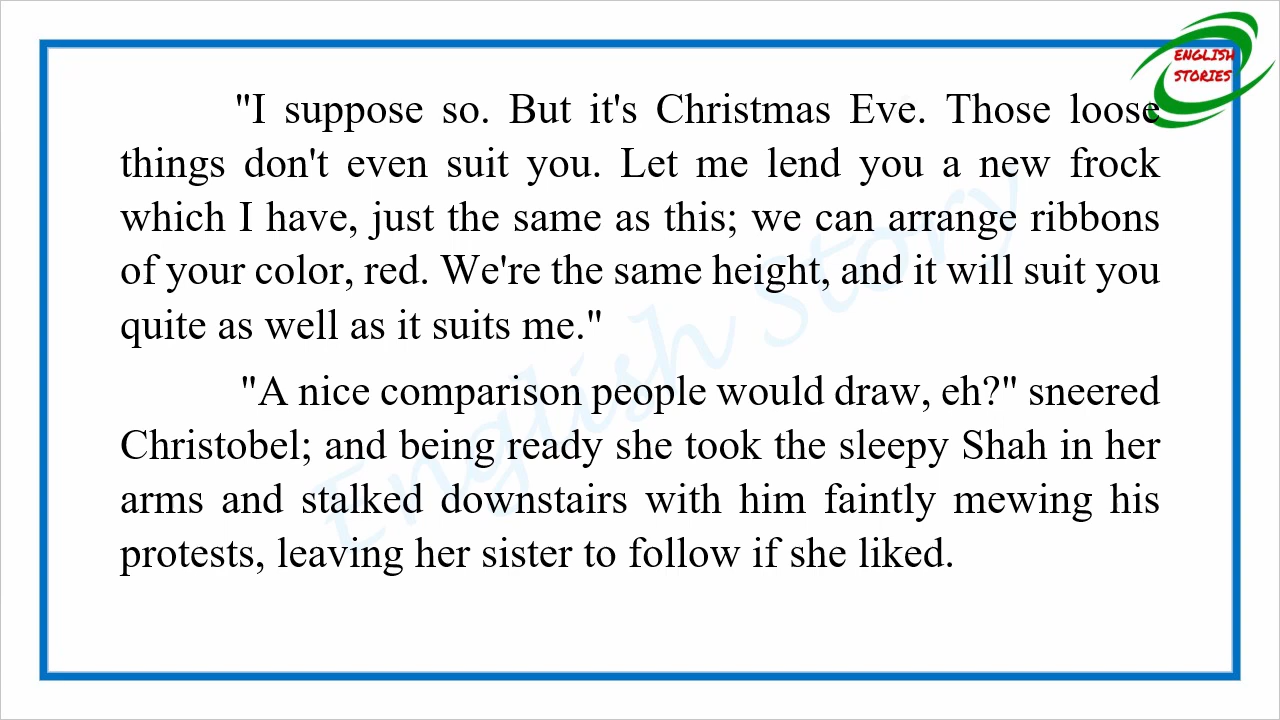 ENGLISH
STORIES
"I suppose so. But it's Christmas Eve. Those loose
things don't even suit you. Let me lend you a new frock
which I have, just the same as this; we can arrange ribbons
of your color, red. We're the same height, and it will suit you
quite as well as it suits me."
"A nice comparison people would draw, eh?" sneered
Christobel; and being ready she took the sleepy Shah in her
arms and stalked downstairs with him faintly mewing his
protests, leaving her sister to follow if she liked.
English Story